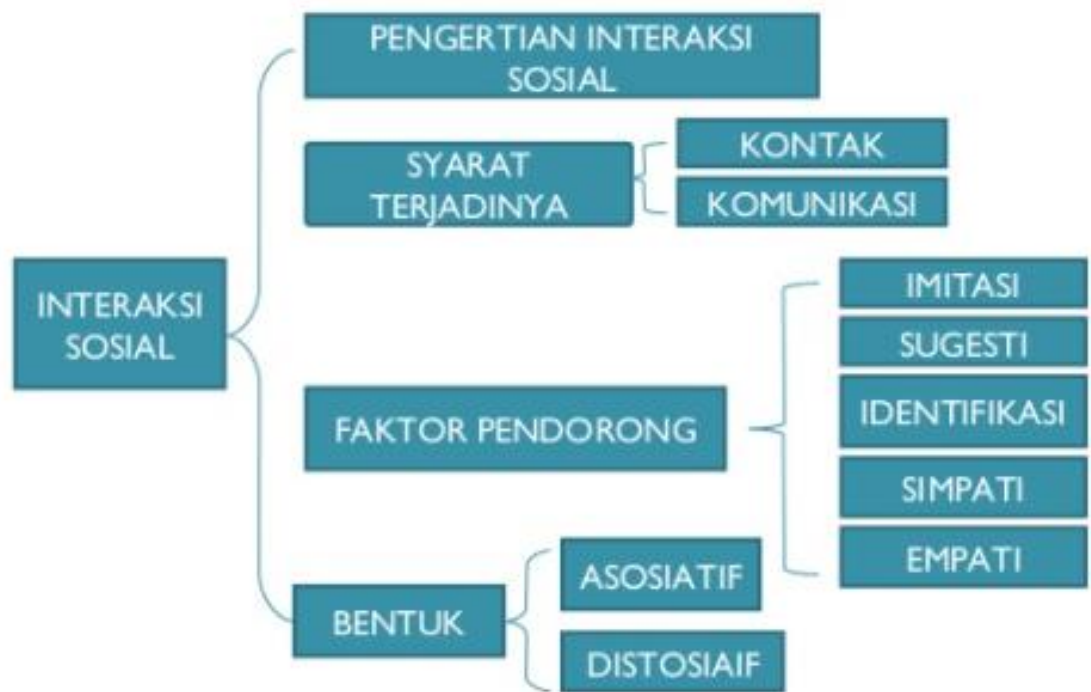 PENGERTIAN INTERAKSI
SOSIAL
SYARAT
TERJADINYA
KONTAK
KOMUNIKASI
INTERAKSI
SOSIAL
FAKTOR PENDORONG
IMITASI
SUGESTI
IDENTIFIKASI
SIMPATI
EMPATI
BENTUK
ASOSIATIF
DISTOSIAIF